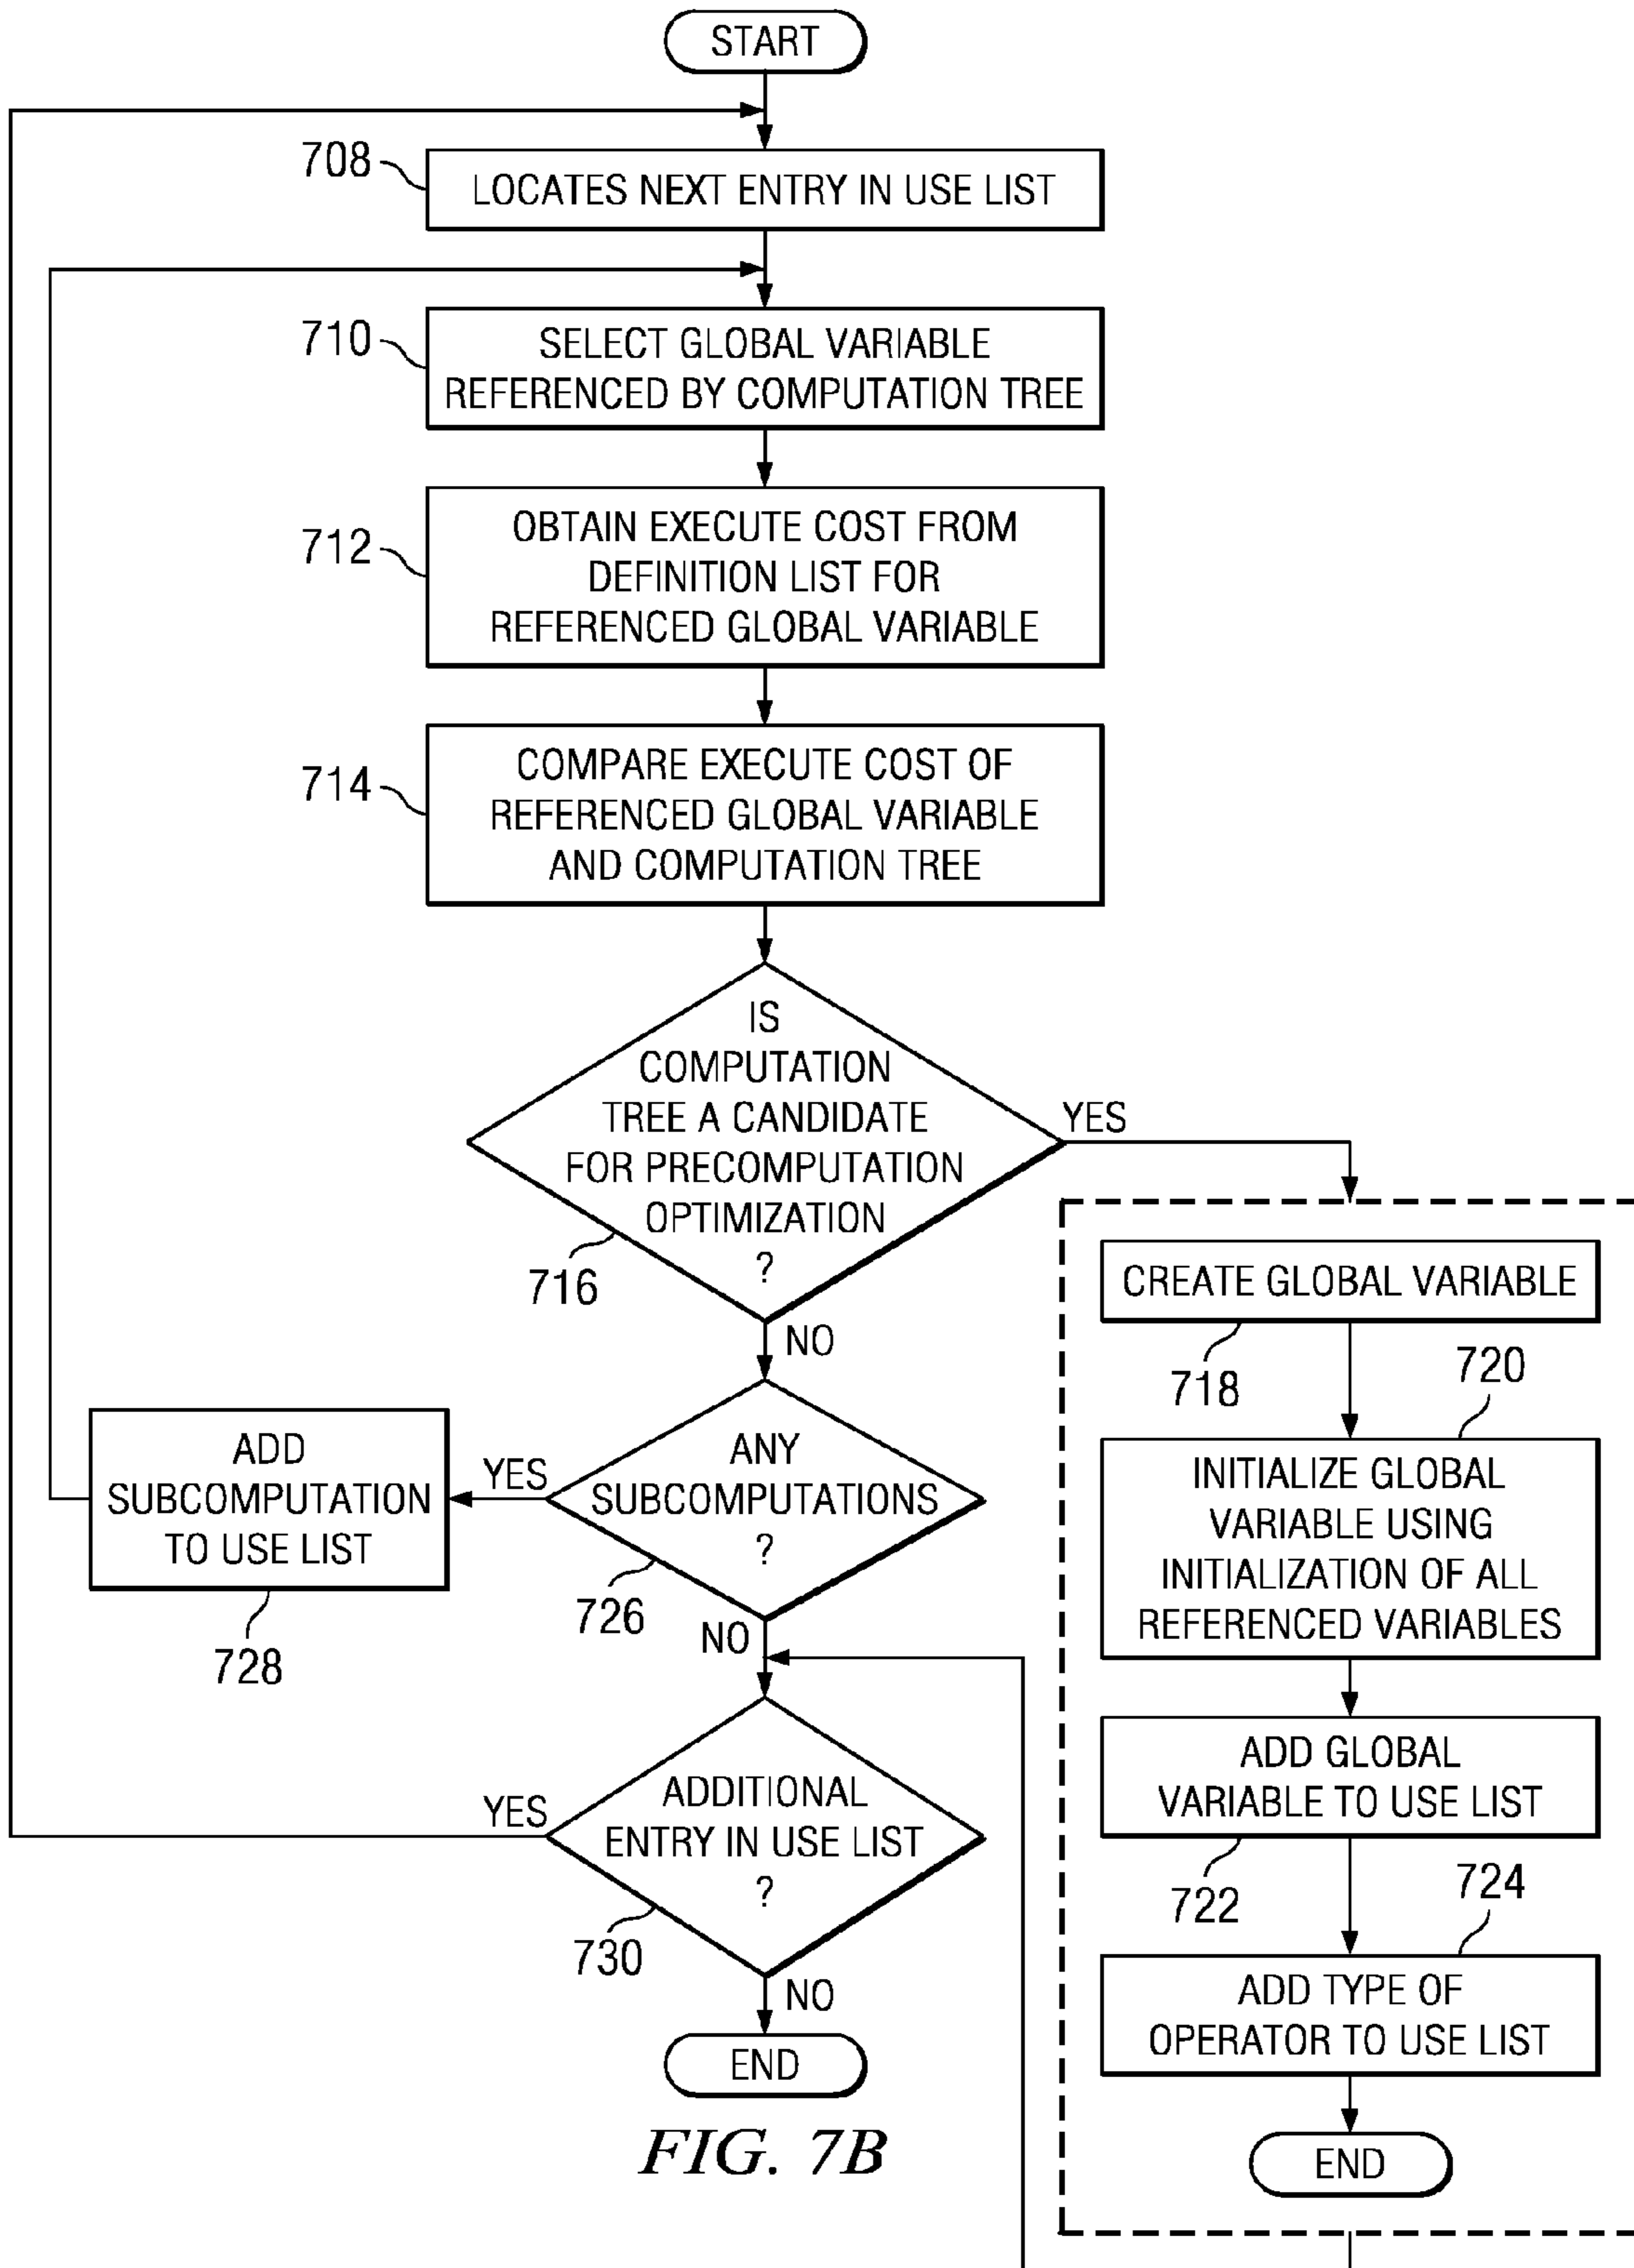 START
708
LOCATES NEXT ENTRY IN USE LIST
710
SELECT GLOBAL VARIABLE
REFERENCED BY COMPUTATION TREE
712
OBTAIN EXECUTE COST FROM
DEFINITION LIST FOR
REFERENCED GLOBAL VARIABLE
714
COMPARE EXECUTE COST OF
REFERENCED GLOBAL VARIABLE
AND COMPUTATION TREE
IS
COMPUTATION
TREE A CANDIDATE
FOR PRECOMPUTATION
OPTIMIZATION
?
716
YES
NO
CREATE GLOBAL VARIABLE
718
720
INITIALIZE GLOBAL
VARIABLE USING
INITIALIZATION OF ALL
REFERENCED VARIABLES
ADD GLOBAL
VARIABLE TO USE LIST
722
724
ADD TYPE OF
OPERATOR TO USE LIST
END
ANY
SUBCOMPUTATIONS
?
726
YES
NO
ADD
SUBCOMPUTATION
TO USE LIST
728
ADDITIONAL
ENTRY IN USE LIST
?
730
YES
NO
END
FIG. 7B